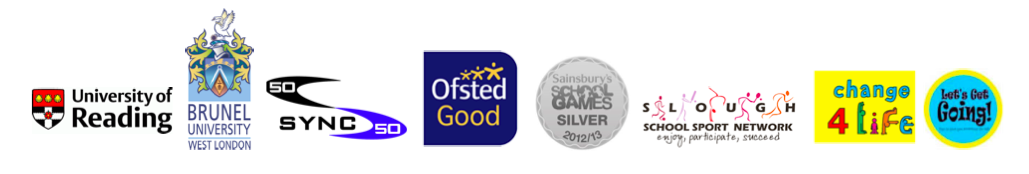 University of
Reading
BRUNEL
UNIVERSITY
WEST LONDON
50
SYNC
50
Ofsted
Good
Sainsbury's
SCHOOL
GAMES
SILVER
2012/13
SLOUGH
SCHOOL SPORT NETWORK
enjoy, participate, succeed
change
4 life
Let's Get
Going!